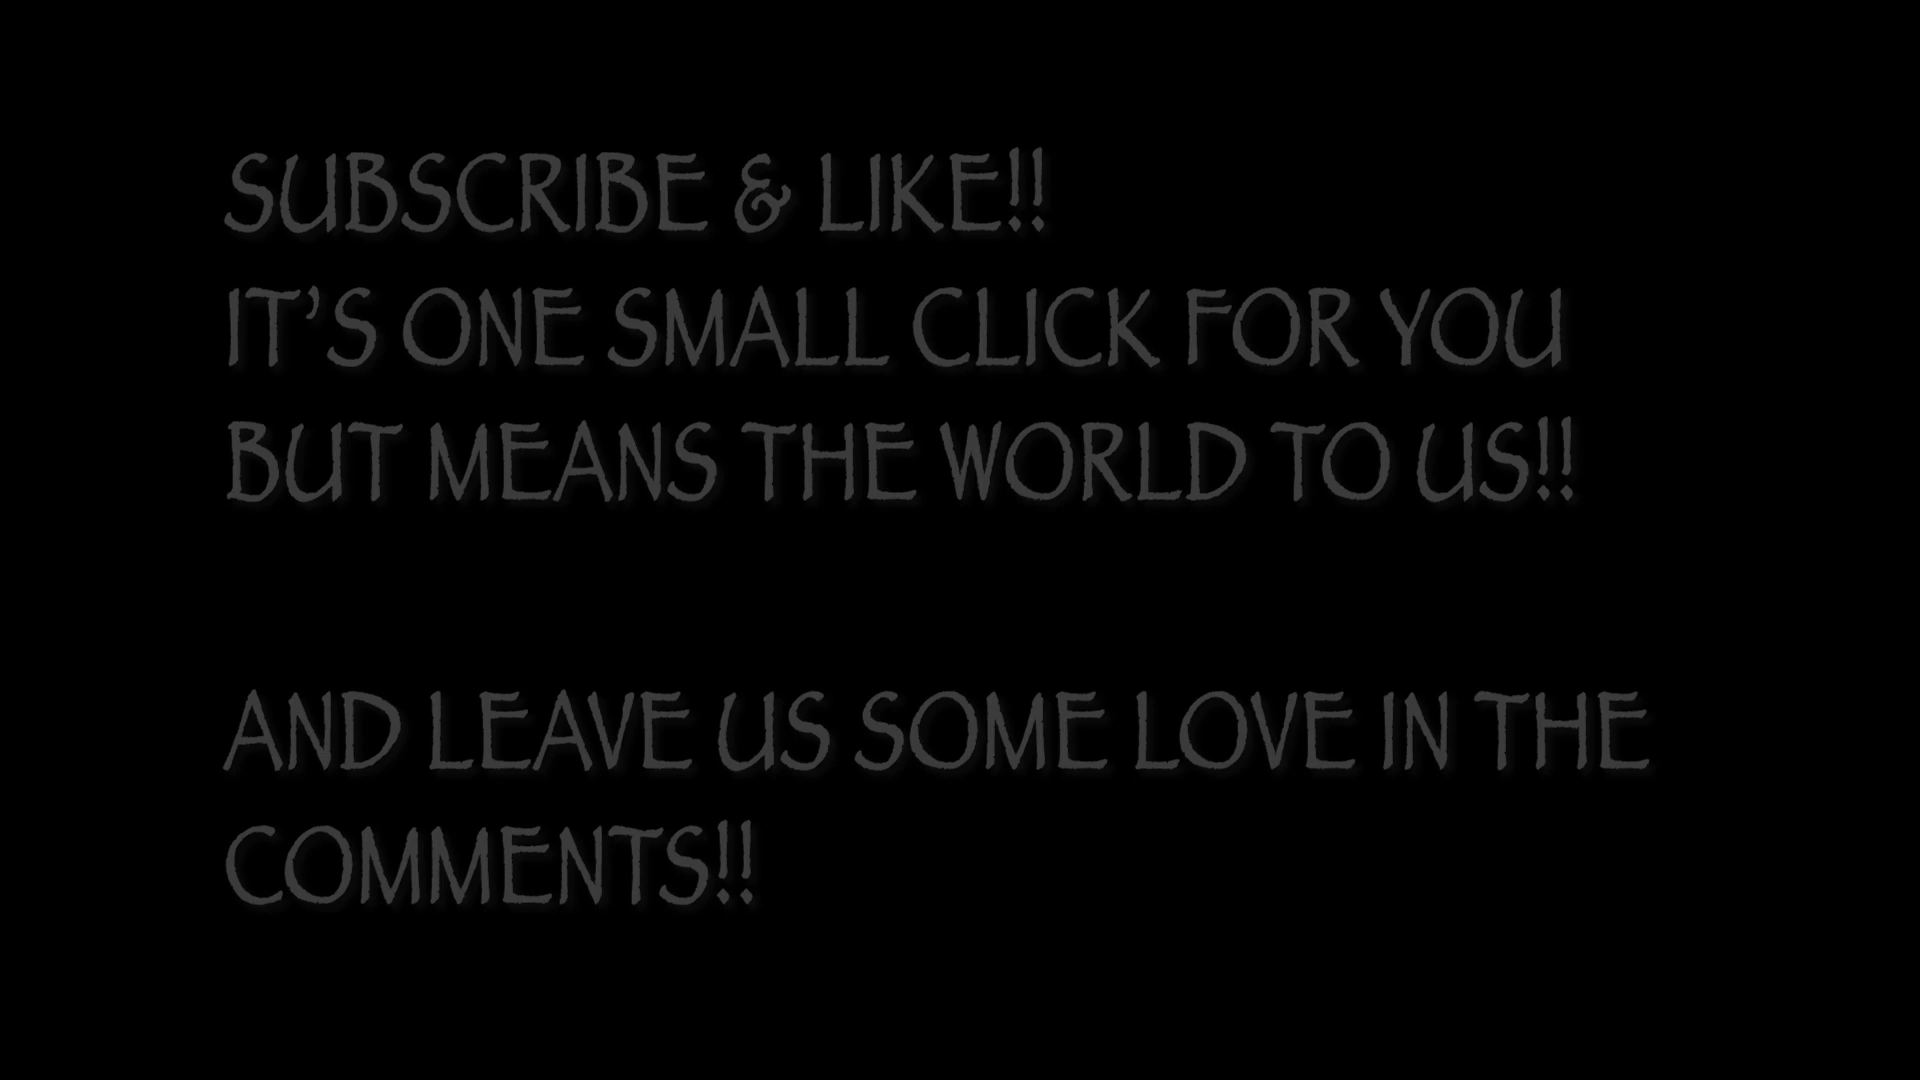 SUBSCRIBE & LIKE!!
IT’S ONE SMALL CLICK FOR YOU
BUT MEANS THE WORLD TO US!!
AND LEAVE US SOME LOVE IN THE
COMMENTS!!